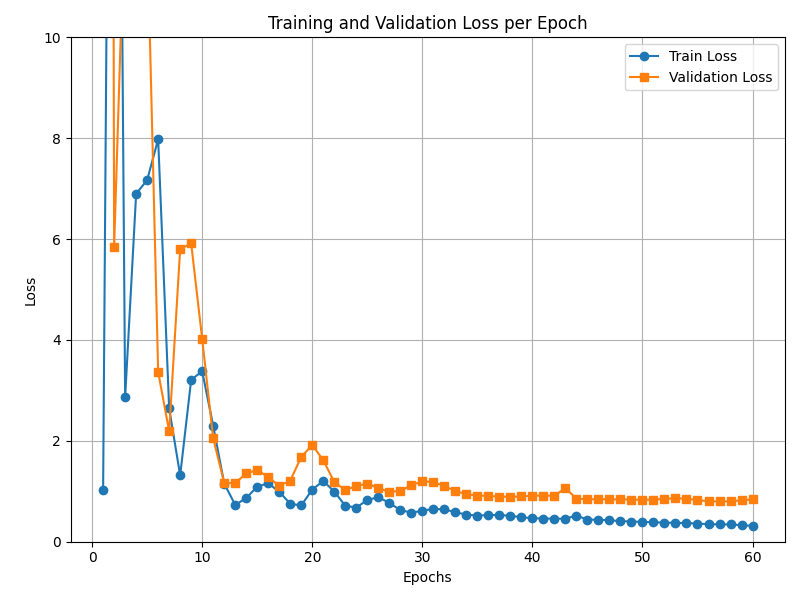 Training and Validation Loss per Epoch
Train Loss
Validation Loss
10
8
6
4
2
0
Loss
0 10 20 30 40 50 60
Epochs